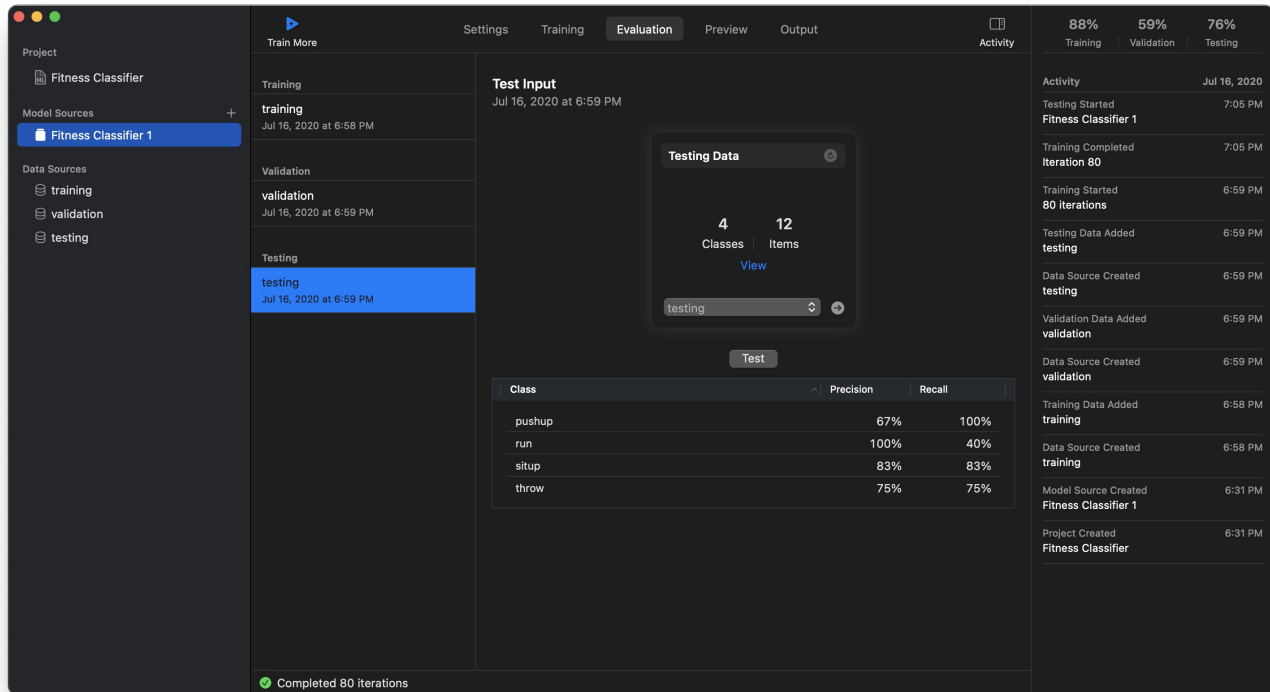 Project
Fitness Classifier
Model Sources +
Fitness Classifier 1
Data Sources
training
validation
testing
Train More
Settings Training Evaluation Preview Output
Activity
Training
training
Jul 16, 2020 at 6:58 PM
Validation
validation
Jul 16, 2020 at 6:59 PM
Testing
testing
Jul 16, 2020 at 6:59 PM
Test Input
Jul 16, 2020 at 6:59 PM
Testing Data
4 12
Classes Items
View
testing
Test
Class Precision Recall
pushup 67% 100%
run 100% 40%
situp 83% 83%
throw 75% 75%
Completed 80 iterations
88% 59% 76%
Training Validation Testing
Activity Jul 16, 2020
Testing Started 7:05 PM
Fitness Classifier 1
Training Completed 7:05 PM
Iteration 80
Training Started 6:59 PM
80 iterations
Testing Data Added 6:59 PM
testing
Data Source Created 6:59 PM
testing
Validation Data Added 6:59 PM
validation
Data Source Created 6:59 PM
validation
Training Data Added 6:58 PM
training
Data Source Created 6:58 PM
training
Model Source Created 6:31 PM
Fitness Classifier 1
Project Created 6:31 PM
Fitness Classifier